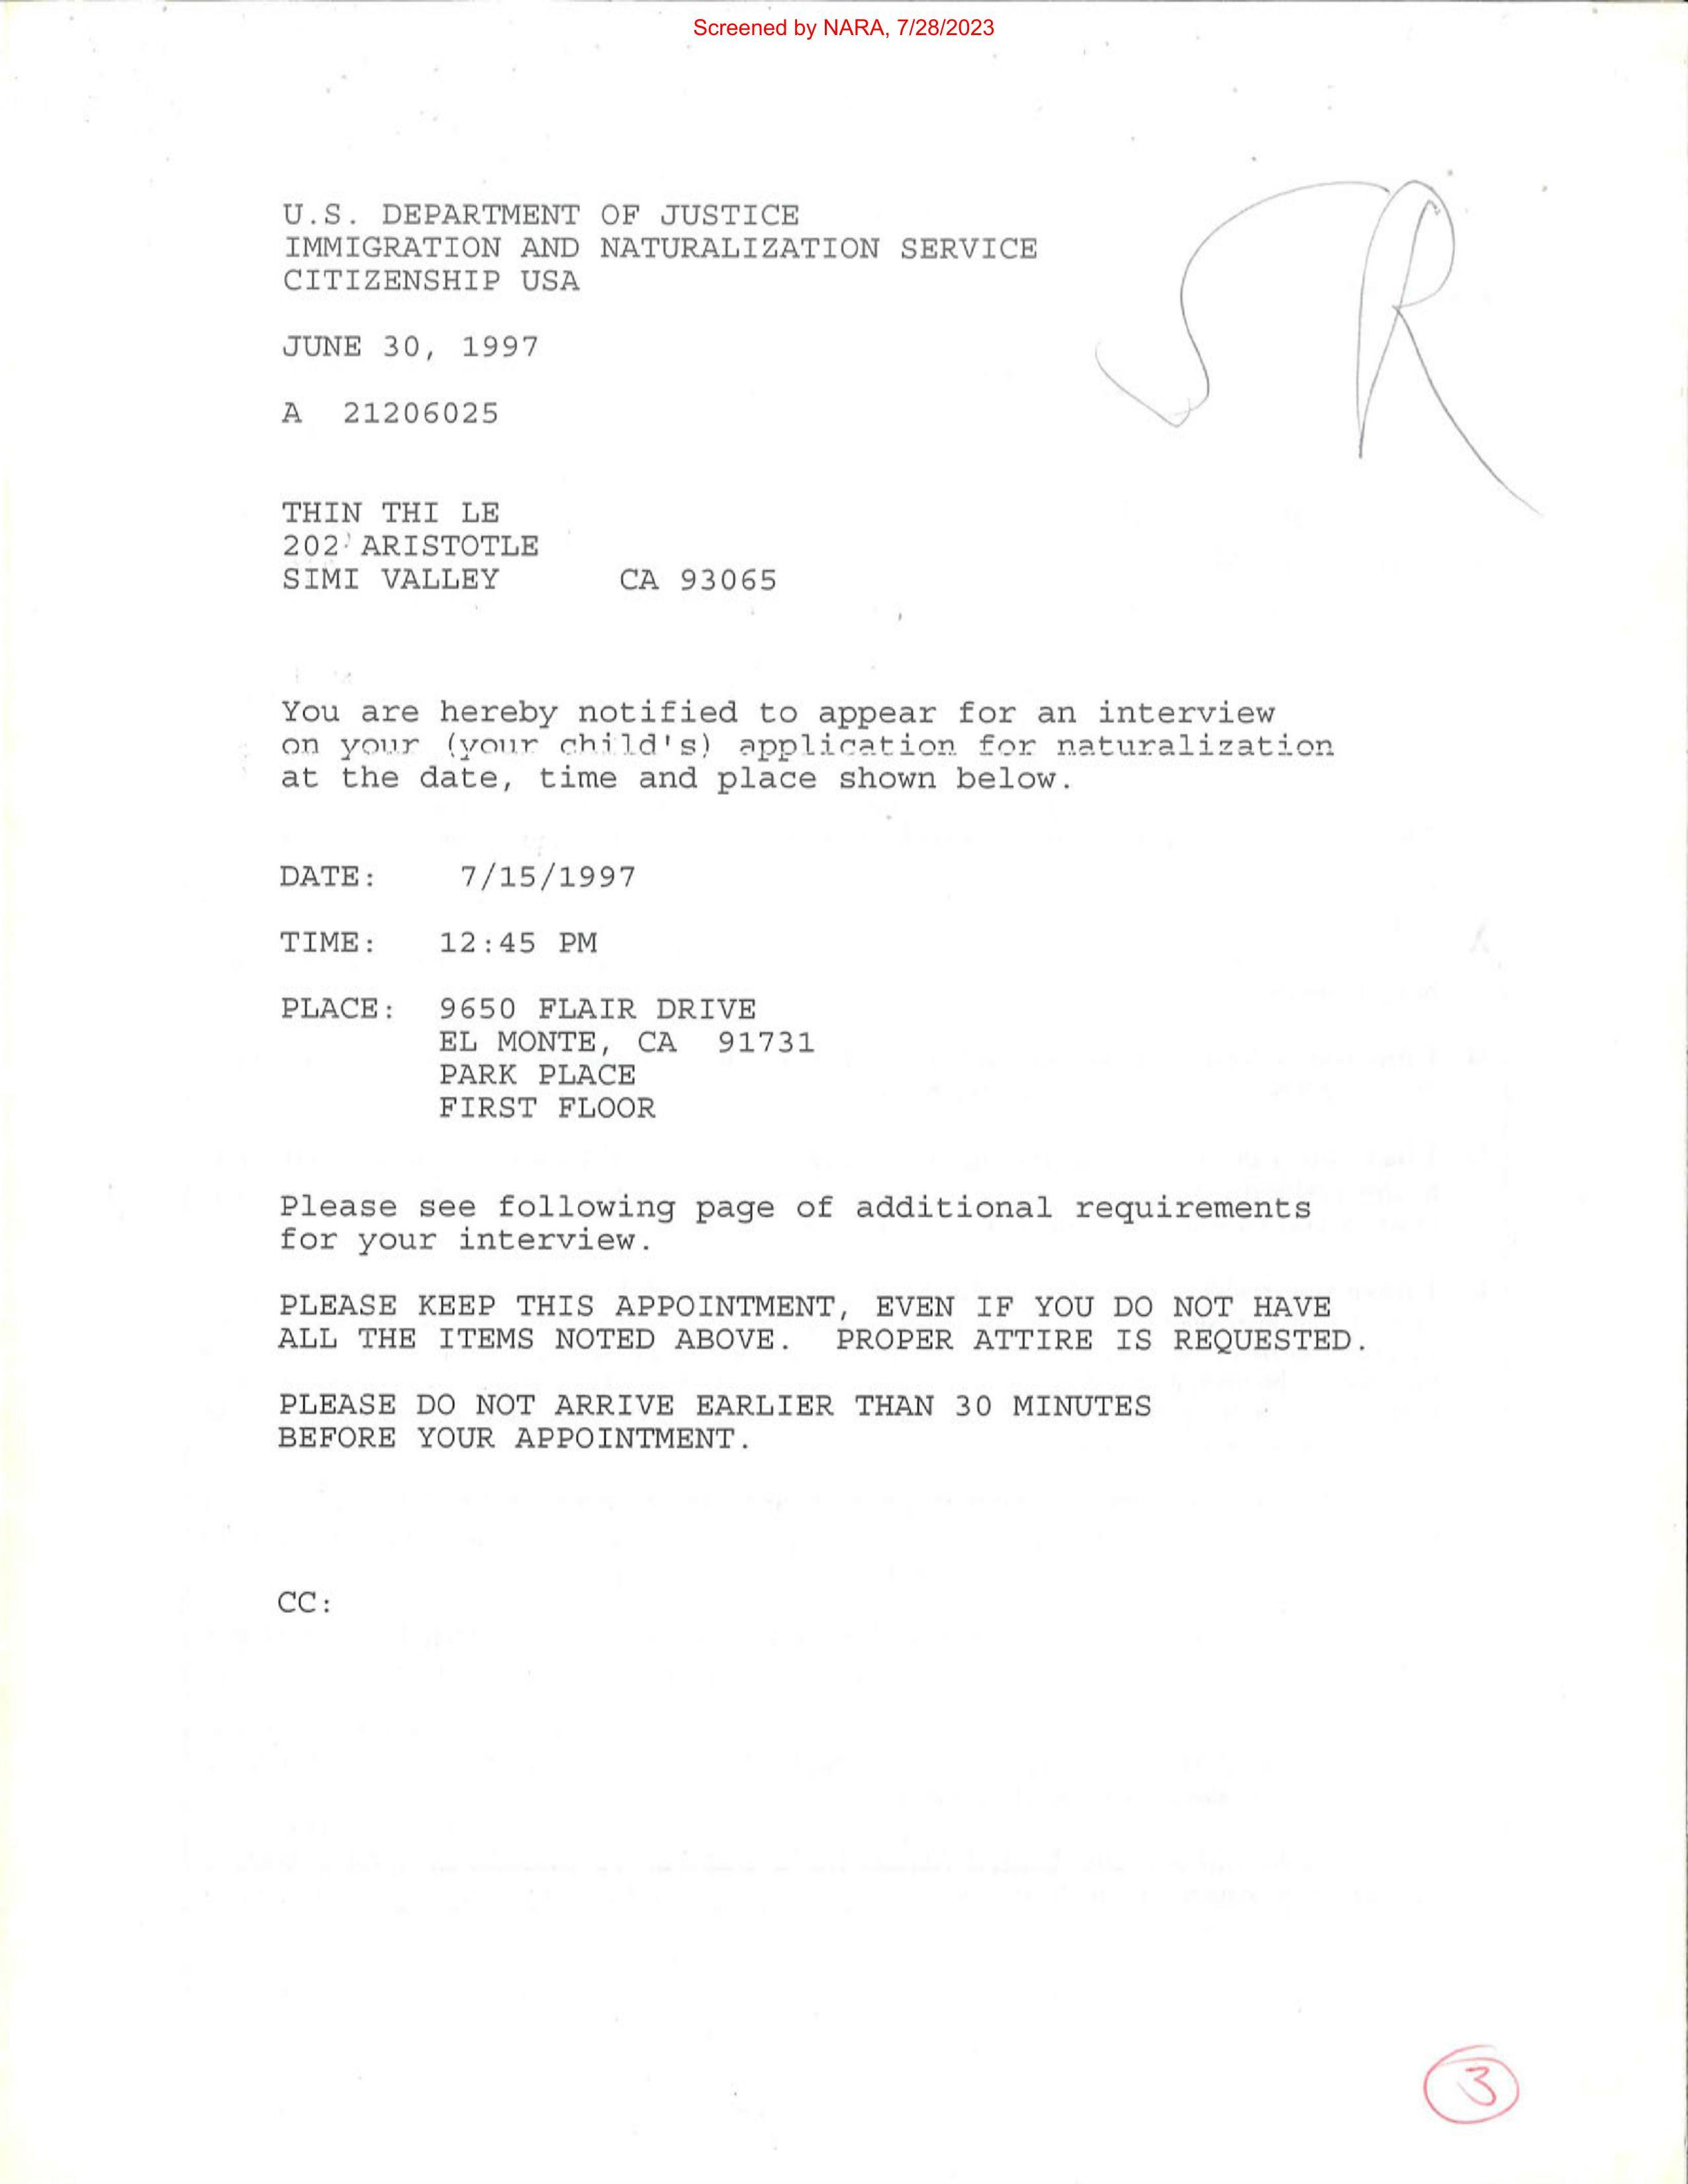 Screened by NARA, 7/28/2023
SR
U.S. DEPARTMENT OF JUSTICE
IMMIGRATION AND NATURALIZATION SERVICE
CITIZENSHIP USA
JUNE 30, 1997
A 21206025
THIN THI LE
202 ARISTOTLE
SIMI VALLEY CA 93065
You are hereby notified to appear for an interview
on your (your child's) application for naturalization
at the date, time and place shown below.
DATE: 7/15/1997
TIME: 12:45 PM
PLACE: 9650 FLAIR DRIVE
EL MONTE, CA 91731
PARK PLACE
FIRST FLOOR
Please see following page of additional requirements
for your interview.
PLEASE KEEP THIS APPOINTMENT, EVEN IF YOU DO NOT HAVE
ALL THE ITEMS NOTED ABOVE. PROPER ATTIRE IS REQUESTED.
PLEASE DO NOT ARRIVE EARLIER THAN 30 MINUTES
BEFORE YOUR APPOINTMENT.
CC:
3